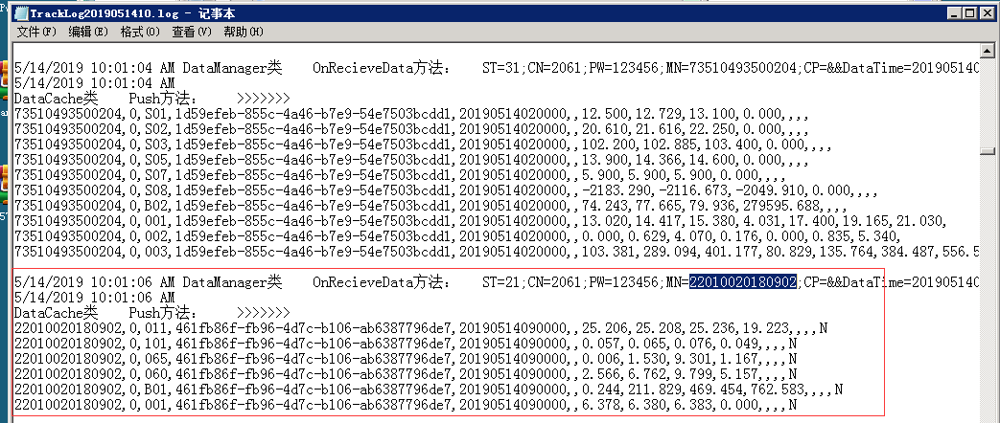 TrackLog2019051410.log - 记事本
文件(F) 编辑(E) 格式(O) 查看(V) 帮助(H)
5/14/2019 10:01:04 AM DataManager类 OnRecieveData方法: ST=31;CN=2061;PW=123456;MN=73510493500204;CP=&&DataTime=201905140
5/14/2019 10:01:04 AM
DataCache类 Push方法: >>>>>>>
73510493500204,0,S01,1d59efeb-855c-4a46-b7e9-54e7503bcdd1,20190514020000,,12.500,12.729,13.100,0.000,,,,
73510493500204,0,S02,1d59efeb-855c-4a46-b7e9-54e7503bcdd1,20190514020000,,20.610,21.616,22.250,0.000,,,,
73510493500204,0,S03,1d59efeb-855c-4a46-b7e9-54e7503bcdd1,20190514020000,,102.200,102.885,103.400,0.000,,,,
73510493500204,0,S05,1d59efeb-855c-4a46-b7e9-54e7503bcdd1,20190514020000,,13.900,14.366,14.600,0.000,,,,
73510493500204,0,S07,1d59efeb-855c-4a46-b7e9-54e7503bcdd1,20190514020000,,5.900,5.900,5.900,0.000,,,,
73510493500204,0,S08,1d59efeb-855c-4a46-b7e9-54e7503bcdd1,20190514020000,,-2183.290,-2116.673,-2049.910,0.000,,,,
73510493500204,0,B02,1d59efeb-855c-4a46-b7e9-54e7503bcdd1,20190514020000,,74.243,77.665,79.936,279595.688,,,,
73510493500204,0,001,1d59efeb-855c-4a46-b7e9-54e7503bcdd1,20190514020000,,13.020,14.417,15.380,4.031,17.400,19.165,21.030,
73510493500204,0,002,1d59efeb-855c-4a46-b7e9-54e7503bcdd1,20190514020000,,0.000,0.629,4.070,0.176,0.000,0.835,5.340,
73510493500204,0,003,1d59efeb-855c-4a46-b7e9-54e7503bcdd1,20190514020000,,103.381,289.094,401.177,80.829,135.764,384.487,556.5
5/14/2019 10:01:06 AM DataManager类 OnRecieveData方法: ST=21;CN=2061;PW=123456;MN=22010020180902;CP=&&DataTime=201905140
5/14/2019 10:01:06 AM
DataCache类 Push方法: >>>>>>>
22010020180902,0,011,461fb86f-fb96-4d7c-b106-ab6387796de7,20190514090000,,25.206,25.208,25.236,19.223,,,,N
22010020180902,0,101,461fb86f-fb96-4d7c-b106-ab6387796de7,20190514090000,,0.057,0.065,0.076,0.049,,,,N
22010020180902,0,065,461fb86f-fb96-4d7c-b106-ab6387796de7,20190514090000,,0.006,1.530,9.301,1.167,,,,N
22010020180902,0,060,461fb86f-fb96-4d7c-b106-ab6387796de7,20190514090000,,2.566,6.762,9.799,5.157,,,,N
22010020180902,0,B01,461fb86f-fb96-4d7c-b106-ab6387796de7,20190514090000,,0.244,211.829,469.454,762.583,,,,N
22010020180902,0,001,461fb86f-fb96-4d7c-b106-ab6387796de7,20190514090000,,6.378,6.380,6.383,0.000,,,,N